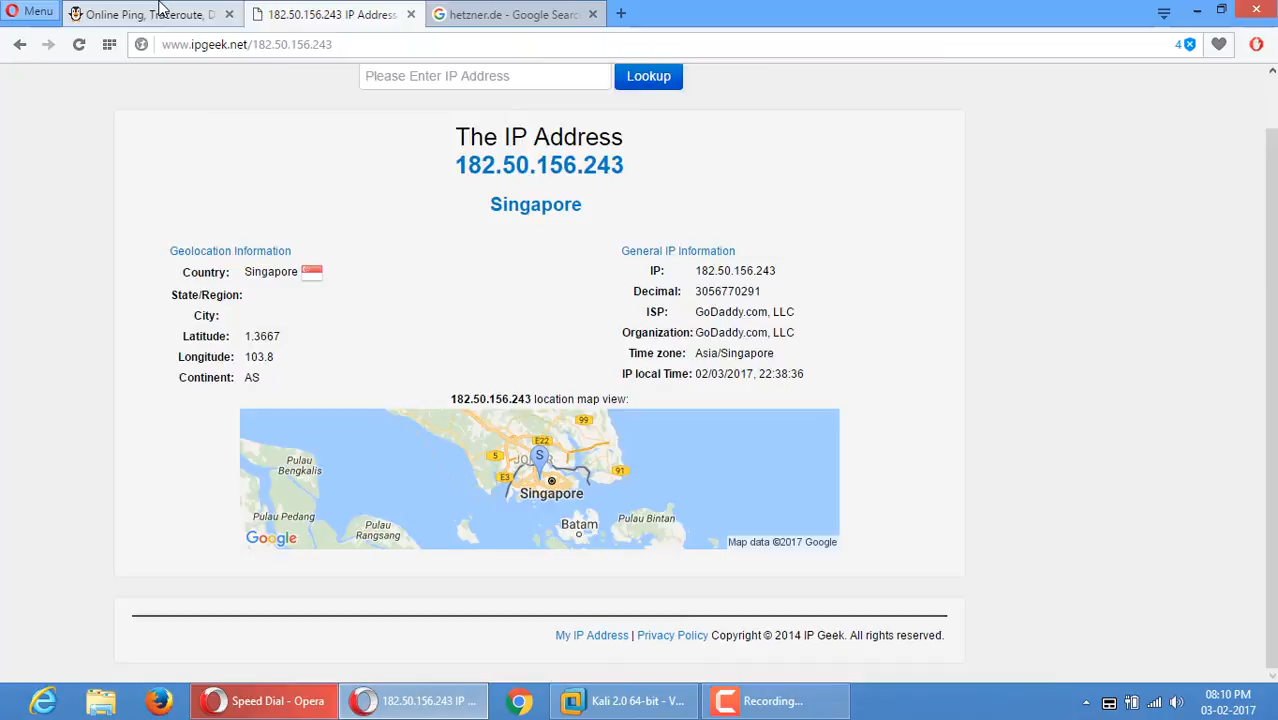 Menu
Online Ping, Traceroute, D
182.50.156.243 IP Address
hetzner.de - Google Searc
www.ipgeek.net/182.50.156.243
4
Please Enter IP Address
Lookup
The IP Address
182.50.156.243
Singapore
Geolocation Information
General IP Information
Country: Singapore
IP: 182.50.156.243
State/Region:
Decimal: 3056770291
City:
ISP: GoDaddy.com, LLC
Latitude: 1.3667
Organization: GoDaddy.com, LLC
Longitude: 103.8
Time zone: Asia/Singapore
Continent: AS
IP local Time: 02/03/2017, 22:38:36
182.50.156.243 location map view:
99
E22
5
91
E3
S
Pulau Bengkalis
Singapore
Pulau Pedang
Pulau Rangsang
Batam
Pulau Bintan
Google
Map data ©2017 Google
My IP Address | Privacy Policy Copyright © 2014 IP Geek. All rights reserved.
Speed Dial - Opera
182.50.156.243 IP ...
Kali 2.0 64-bit - V...
Recording...
08:10 PM
03-02-2017